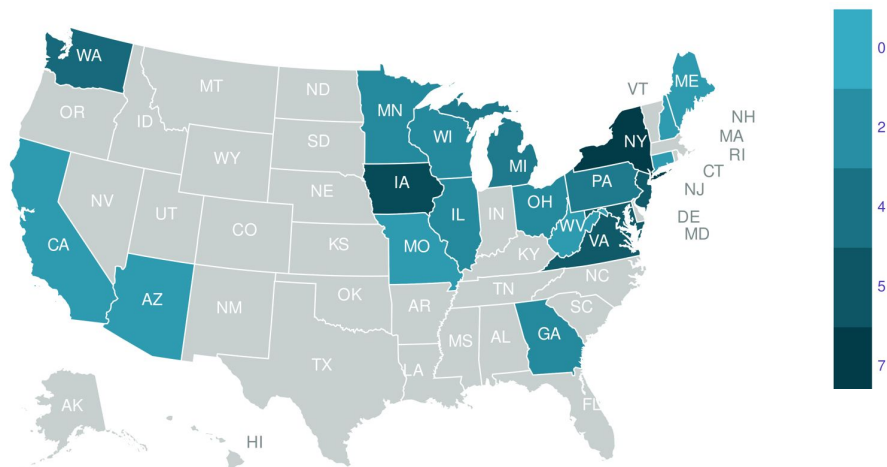 WA
MT
ND
MN
VT
ME
OR
ID
SD
WI
MI
NY
NH
MA
RI
WY
IA
PA
CT
NJ
NV
UT
NE
IL
IN
OH
WV
VA
DE
MD
CA
CO
KS
MO
KY
AZ
NM
OK
AR
TN
NC
SC
TX
LA
MS
AL
GA
FL
AK
HI
0
2
4
5
7